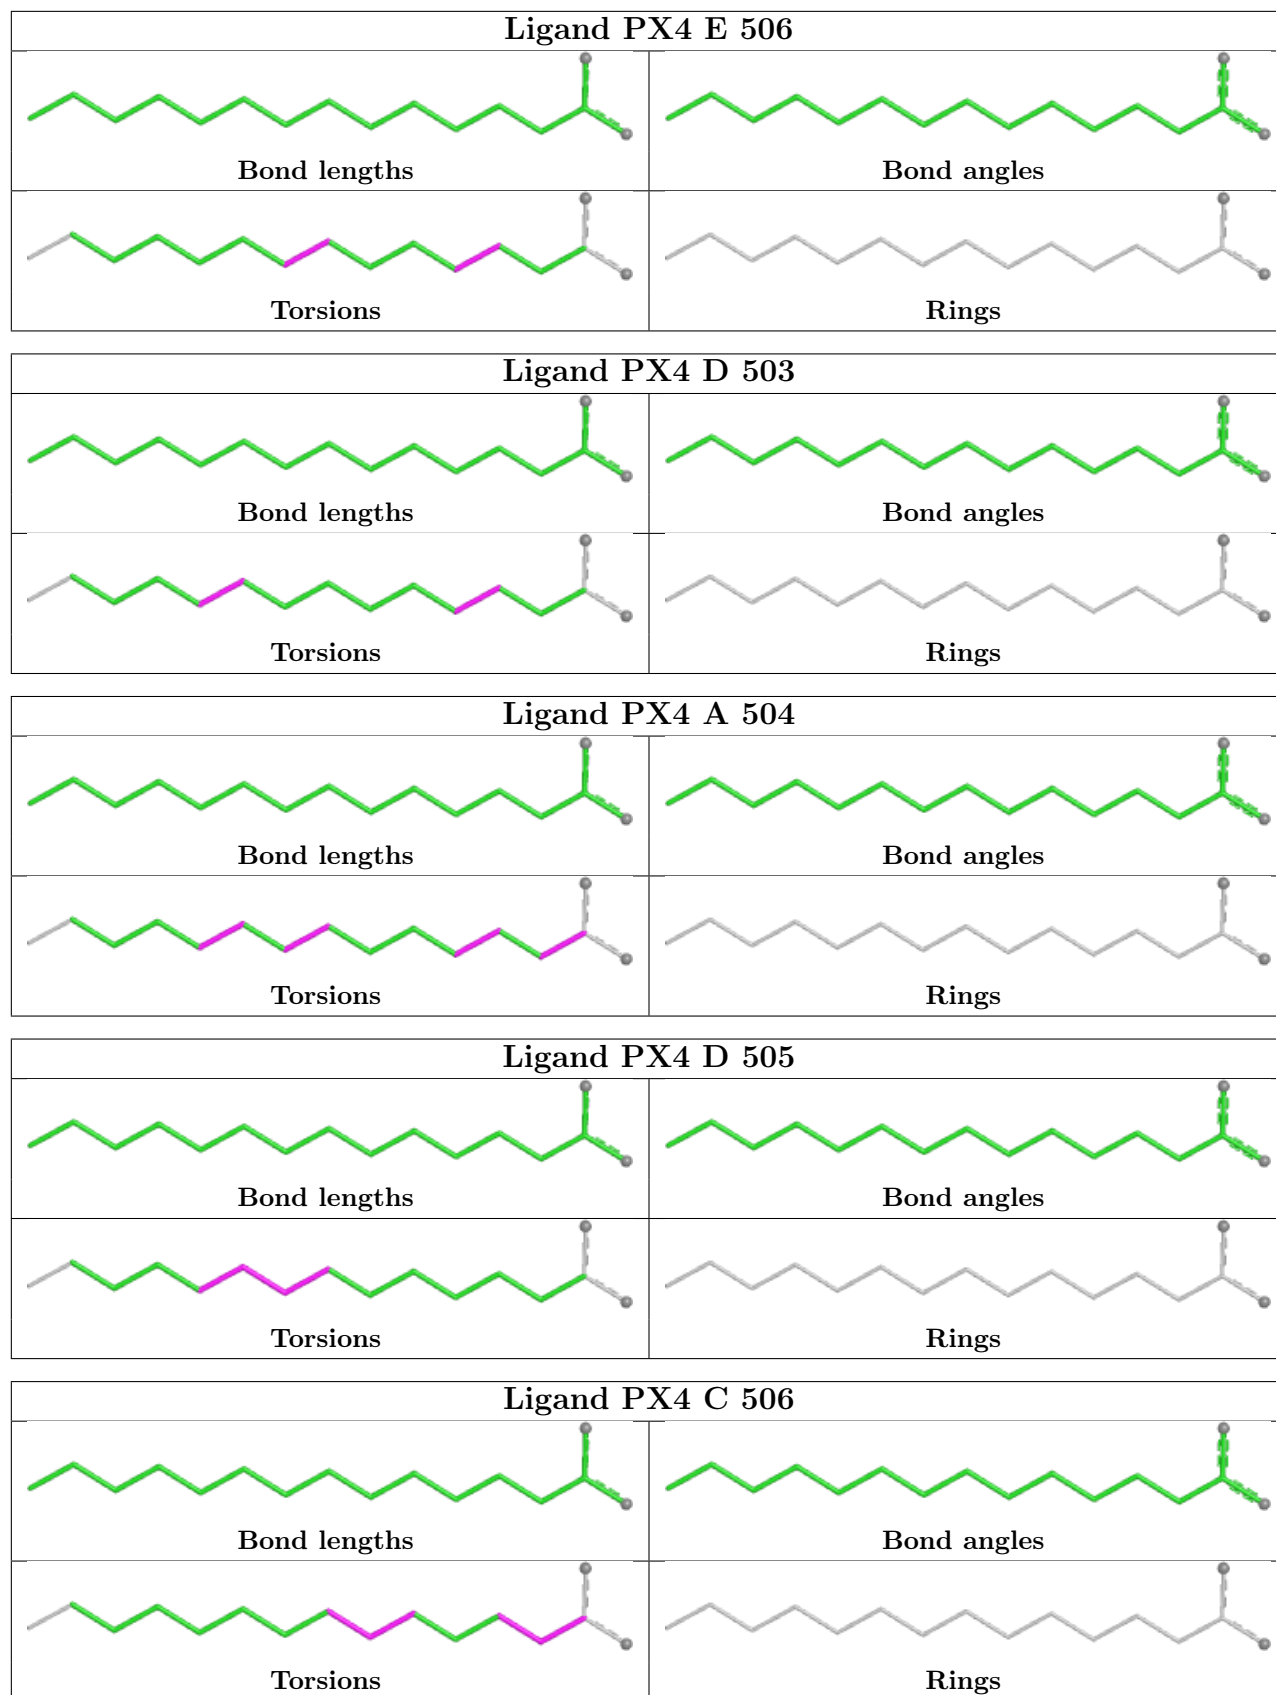 Ligand PX4 E 506
Bond lengths
Bond angles
Torsions
Rings
Ligand PX4 D 503
Bond lengths
Bond angles
Torsions
Rings
Ligand PX4 A 504
Bond lengths
Bond angles
Torsions
Rings
Ligand PX4 D 505
Bond lengths
Bond angles
Torsions
Rings
Ligand PX4 C 506
Bond lengths
Bond angles
Torsions
Rings